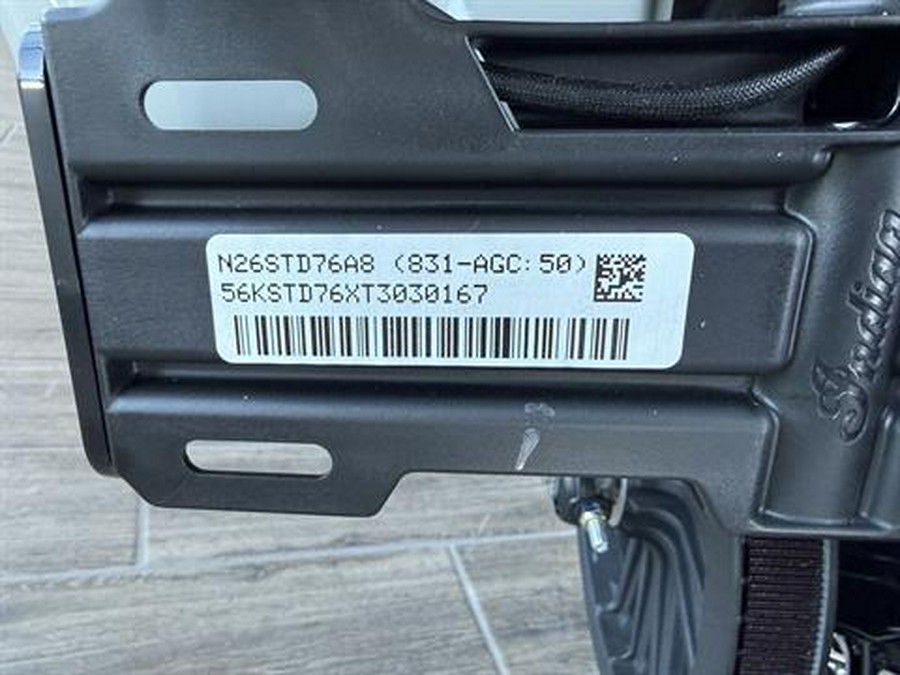 N26STD76A8 (831-AGC:50)
56KSTD76XT3030167
Indian